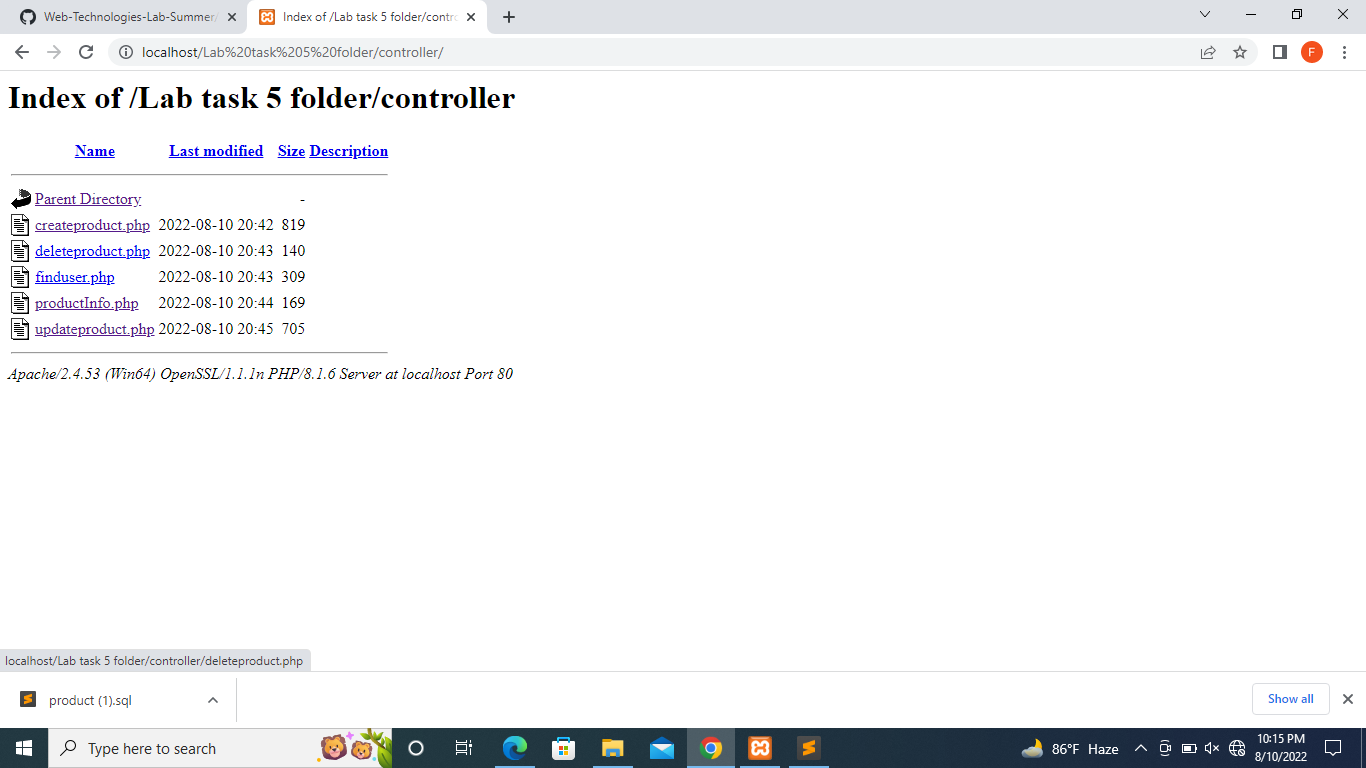 Web-Technologies-Lab-Summer/
Index of /Lab task 5 folder/contro
localhost/Lab%20task%205%20folder/controller/
F
Index of /Lab task 5 folder/controller
Name Last modified Size Description
Parent Directory -
createproduct.php 2022-08-10 20:42 819
deleteproduct.php 2022-08-10 20:43 140
finduser.php 2022-08-10 20:43 309
productInfo.php 2022-08-10 20:44 169
updateproduct.php 2022-08-10 20:45 705
Apache/2.4.53 (Win64) OpenSSL/1.1.1n PHP/8.1.6 Server at localhost Port 80
localhost/Lab task 5 folder/controller/deleteproduct.php
product (1).sql
Show all
Type here to search
86°F Haze
10:15 PM
8/10/2022